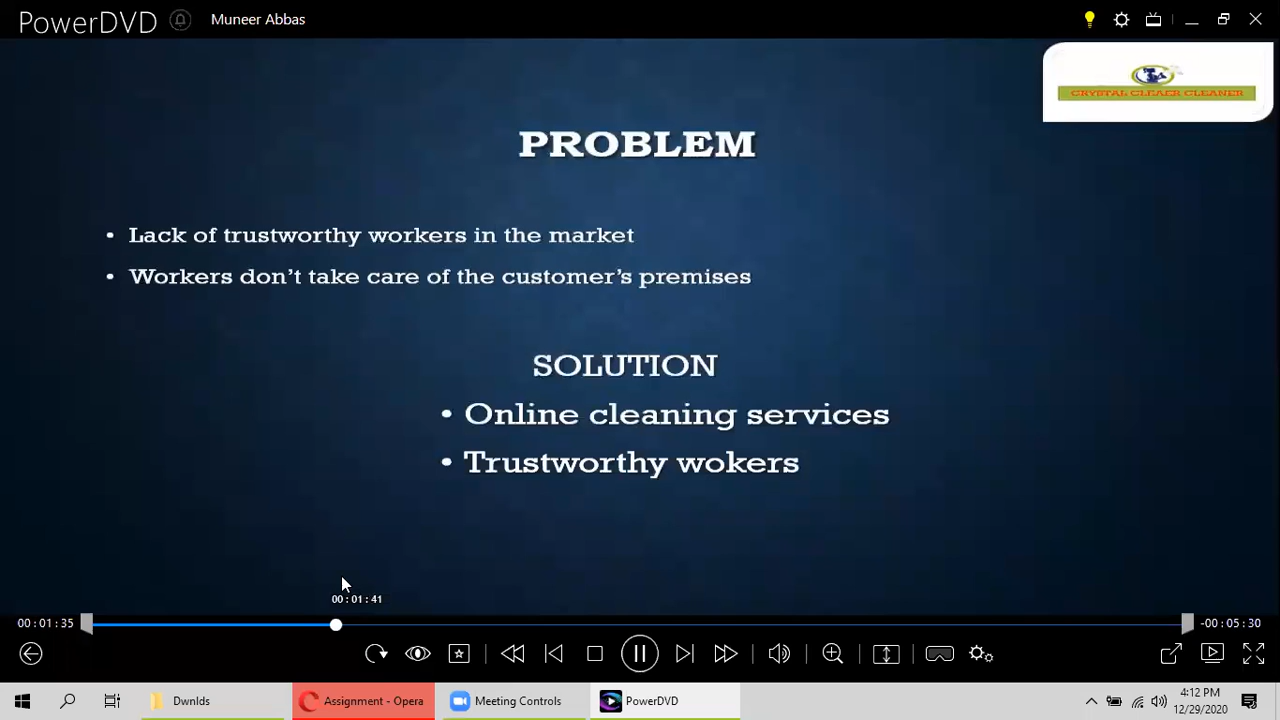 PowerDVD
Muneer Abbas
CRYSTAL CLEAER CLEANER
PROBLEM
• Lack of trustworthy workers in the market
• Workers don't take care of the customer's premises
SOLUTION
• Online cleaning services
• Trustworthy wokers
00:01:41
00:01:35
-00:05:30
Dwnlds
Assignment - Opera
Meeting Controls
PowerDVD
4:12 PM
12/29/2020